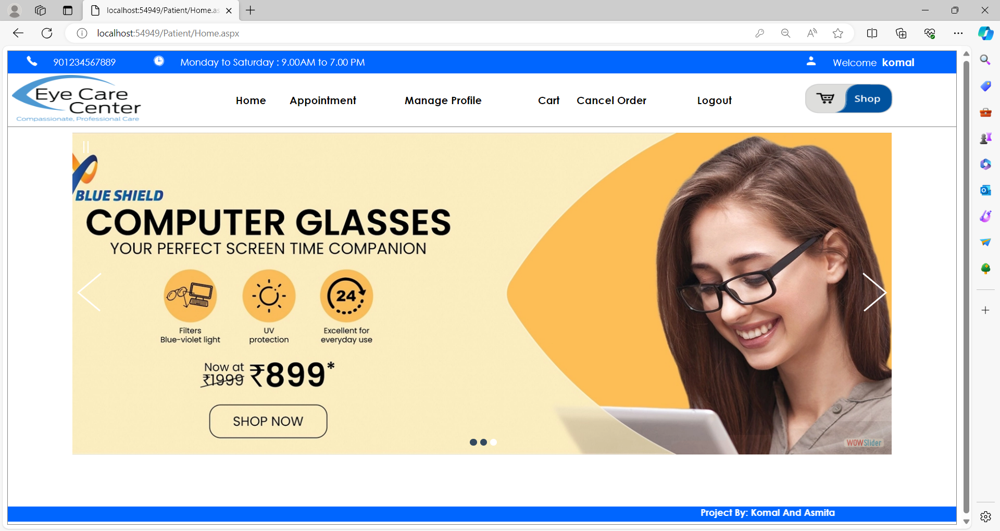 localhost:54949/Patient/Home.as
localhost:54949/Patient/Home.aspx
901234567889 Monday to Saturday : 9.00AM to 7.00 PM Welcome komal
Eye Care
Center
Compassionate, Professional Care
Home Appointment Manage Profile Cart Cancel Order Logout Shop
BLUE SHIELD
COMPUTER GLASSES
YOUR PERFECT SCREEN TIME COMPANION
24
Filters
Blue-violet light
UV
protection
Excellent for
everyday use
Now at
₹1999 ₹899*
SHOP NOW
WOWSlider
Project By: Komal And Asmita